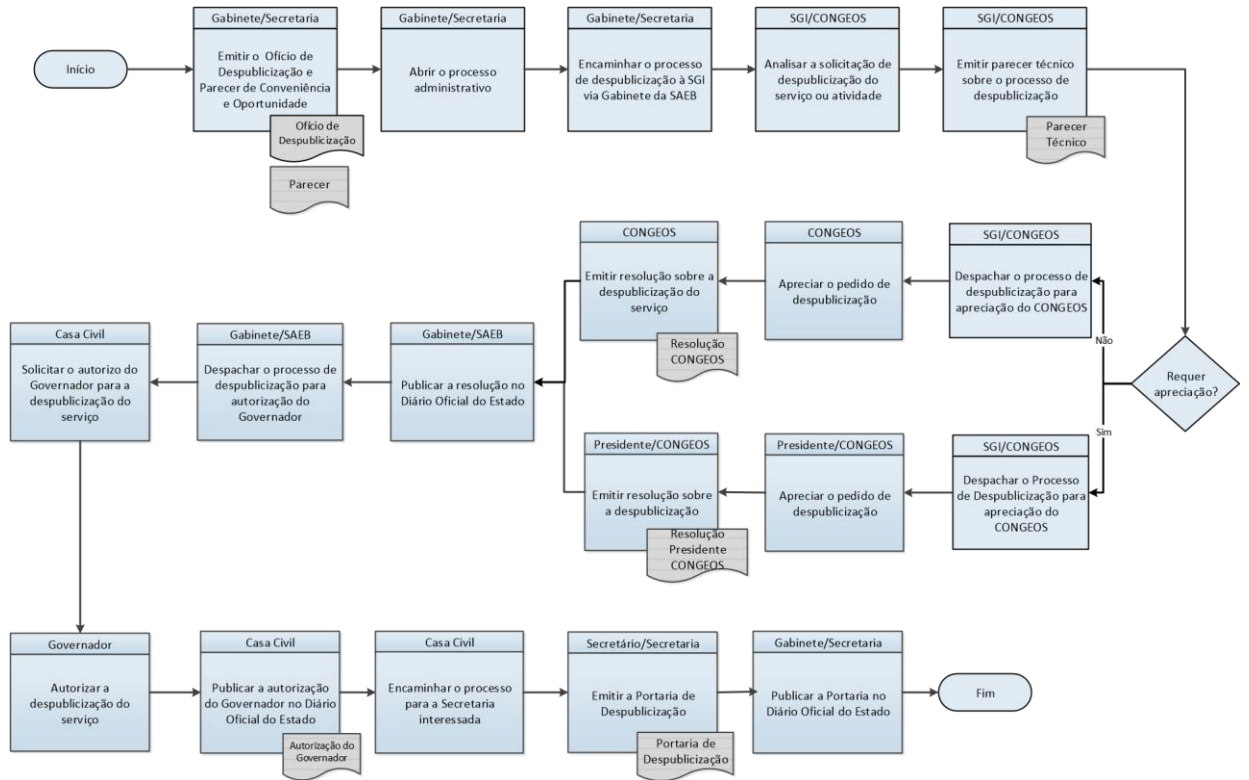 Início
Gabinete/Secretaria
Emitir o Ofício de
Despublização e
Parecer de Conveniência
e Oportunidade
Ofício de
Despublicização
Parecer
Gabinete/Secretaria
Abrir o processo
administrativo
Gabinete/Secretaria
Encaminhar o processo
de despublicização à SGI
via Gabinete da SAEB
SGI/CONGEOS
Analisar a solicitação de
despublicização do
serviço ou atividade
SGI/CONGEOS
Emitir parecer técnico
sobre o processo de
despublicização
Parecer
Técnico
Requer
apreciação?
Não
Sim
SGI/CONGEOS
Despachar o processo de
despublicização para
apreciação do CONGEOS
CONGEOS
Apreciar o pedido de
despublicização
CONGEOS
Emitir resolução sobre a
despublicização do
serviço
Resolução
CONGEOS
SGI/CONGEOS
Despachar o Processo
de Despublicização para
apreciação do
CONGEOS
Presidente/CONGEOS
Apreciar o pedido de
despublicização
Presidente/CONGEOS
Emitir resolução sobre
a despublicização
Resolução
Presidente
CONGEOS
Gabinete/SAEB
Publicar a resolução no
Diário Oficial do Estado
Gabinete/SAEB
Despachar o processo de
despublicização para
autorização do
Governador
Casa Civil
Solicitar o autorizo do
Governador para a
despublicização do
serviço
Governador
Autorizar a
despublicização do
serviço
Casa Civil
Publicar a autorização
do Governador no Diário
Oficial do Estado
Autorização do
Governador
Casa Civil
Encaminhar o processo
para a Secretaria
interessada
Secretário/Secretaria
Emitir a Portaria de
Despublicização
Portaria de
Despublicização
Gabinete/Secretaria
Publicar a Portaria no
Diário Oficial do Estado
Fim